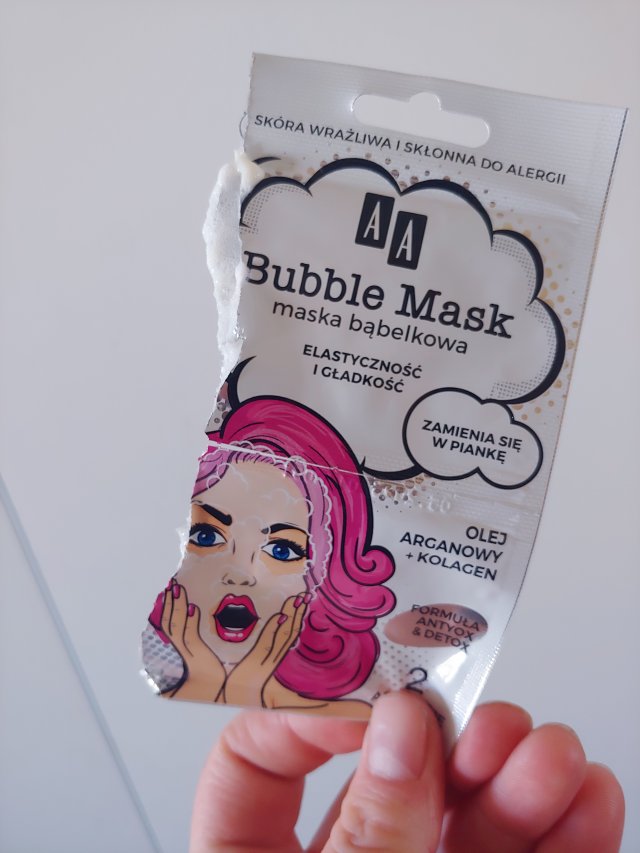 SKÓRA WRAŻLIWA I SKŁONNA DO ALERGII
AA
Bubble Mask
maska bąbelkowa
ELASTYCZNOŚĆ
I GŁADKOŚĆ
ZAMIENIA SIĘ
W PIANKĘ
OLEJ
ARGANOWY
+ KOLAGEN
FORMUŁA
ANTYOX
& DETOX
2